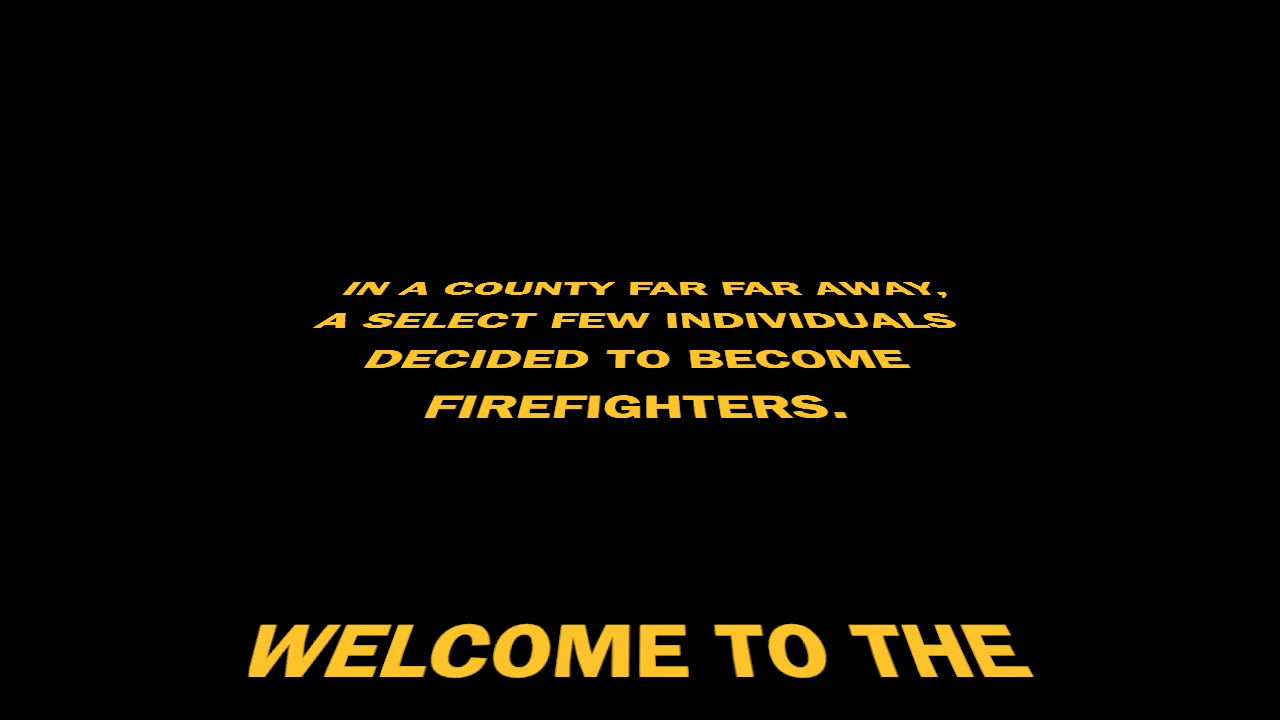 IN A COUNTY FAR FAR AWAY,
A SELECT FEW INDIVIDUALS
DECIDED TO BECOME
FIREFIGHTERS.
WELCOME TO THE